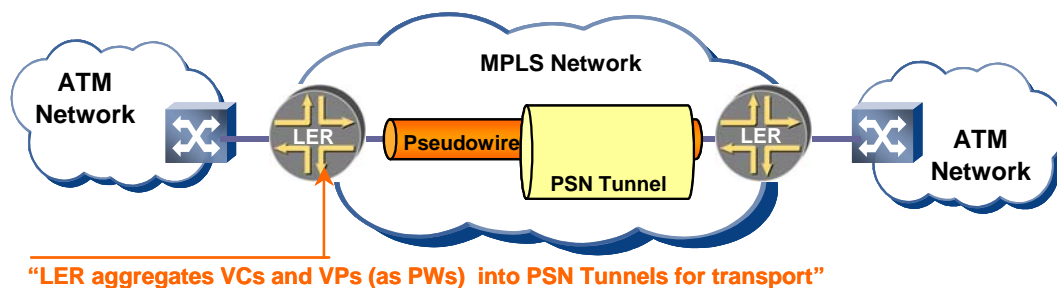 ATM
Network
MPLS Network
LER
Pseudowire
PSN Tunnel
LER
ATM
Network
“LER aggregates VCs and VPs (as PWs) into PSN Tunnels for transport”